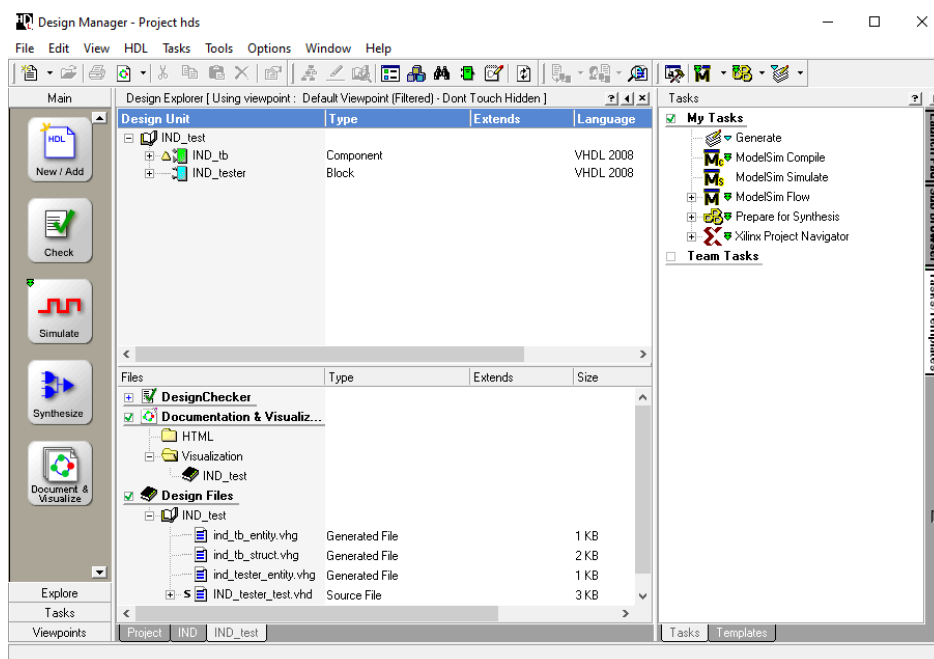 Design Manager - Project hds
File Edit View HDL Tasks Tools Options Window Help
Main
HDL
New / Add
Check
Simulate
Synthesize
Document &
Visualize
Explore
Tasks
Viewpoints
Design Explorer [ Using viewpoint : Default Viewpoint (Filtered) - Dont Touch Hidden ]
Design Unit Type Extends Language
IND_test
IND_tb Component VHDL 2008
IND_tester Block VHDL 2008
Files Type Extends Size
DesignChecker
Documentation & Visualiz...
HTML
Visualization
IND_test
Design Files
IND_test
ind_tb_entity.vhg Generated File 1 KB
ind_tb_struct.vhg Generated File 2 KB
ind_tester_entity.vhg Generated File 1 KB
S IND_tester_test.vhd Source File 3 KB
Project IND IND_test
Tasks
My Tasks
Generate
ModelSim Compile
ModelSim Simulate
ModelSim Flow
Prepare for Synthesis
Xilinx Project Navigator
Team Tasks
Tasks Templates
Tasks/Templates